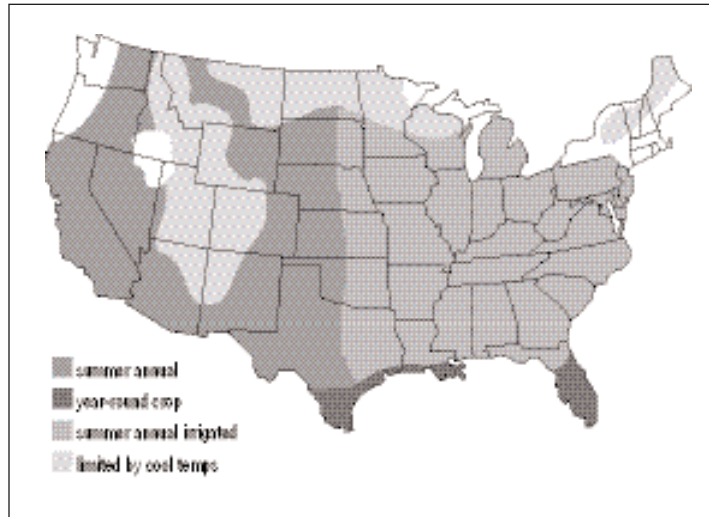 summer annual
year-round crop
summer annual irrigated
limited by cool temps